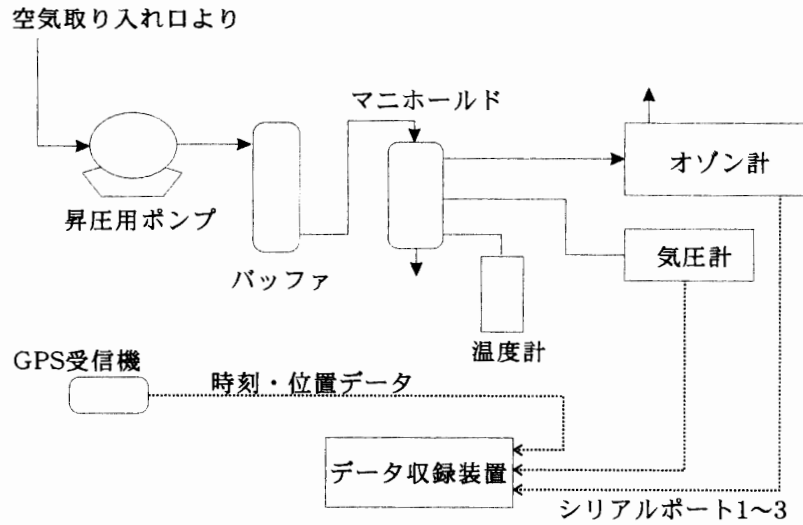 空気取り入れ口より
マニホールド
オゾン計
昇圧用ポンプ
気圧計
バッファ
温度計
GPS受信機
時刻・位置データ
データ収録装置
シリアルポート1~3